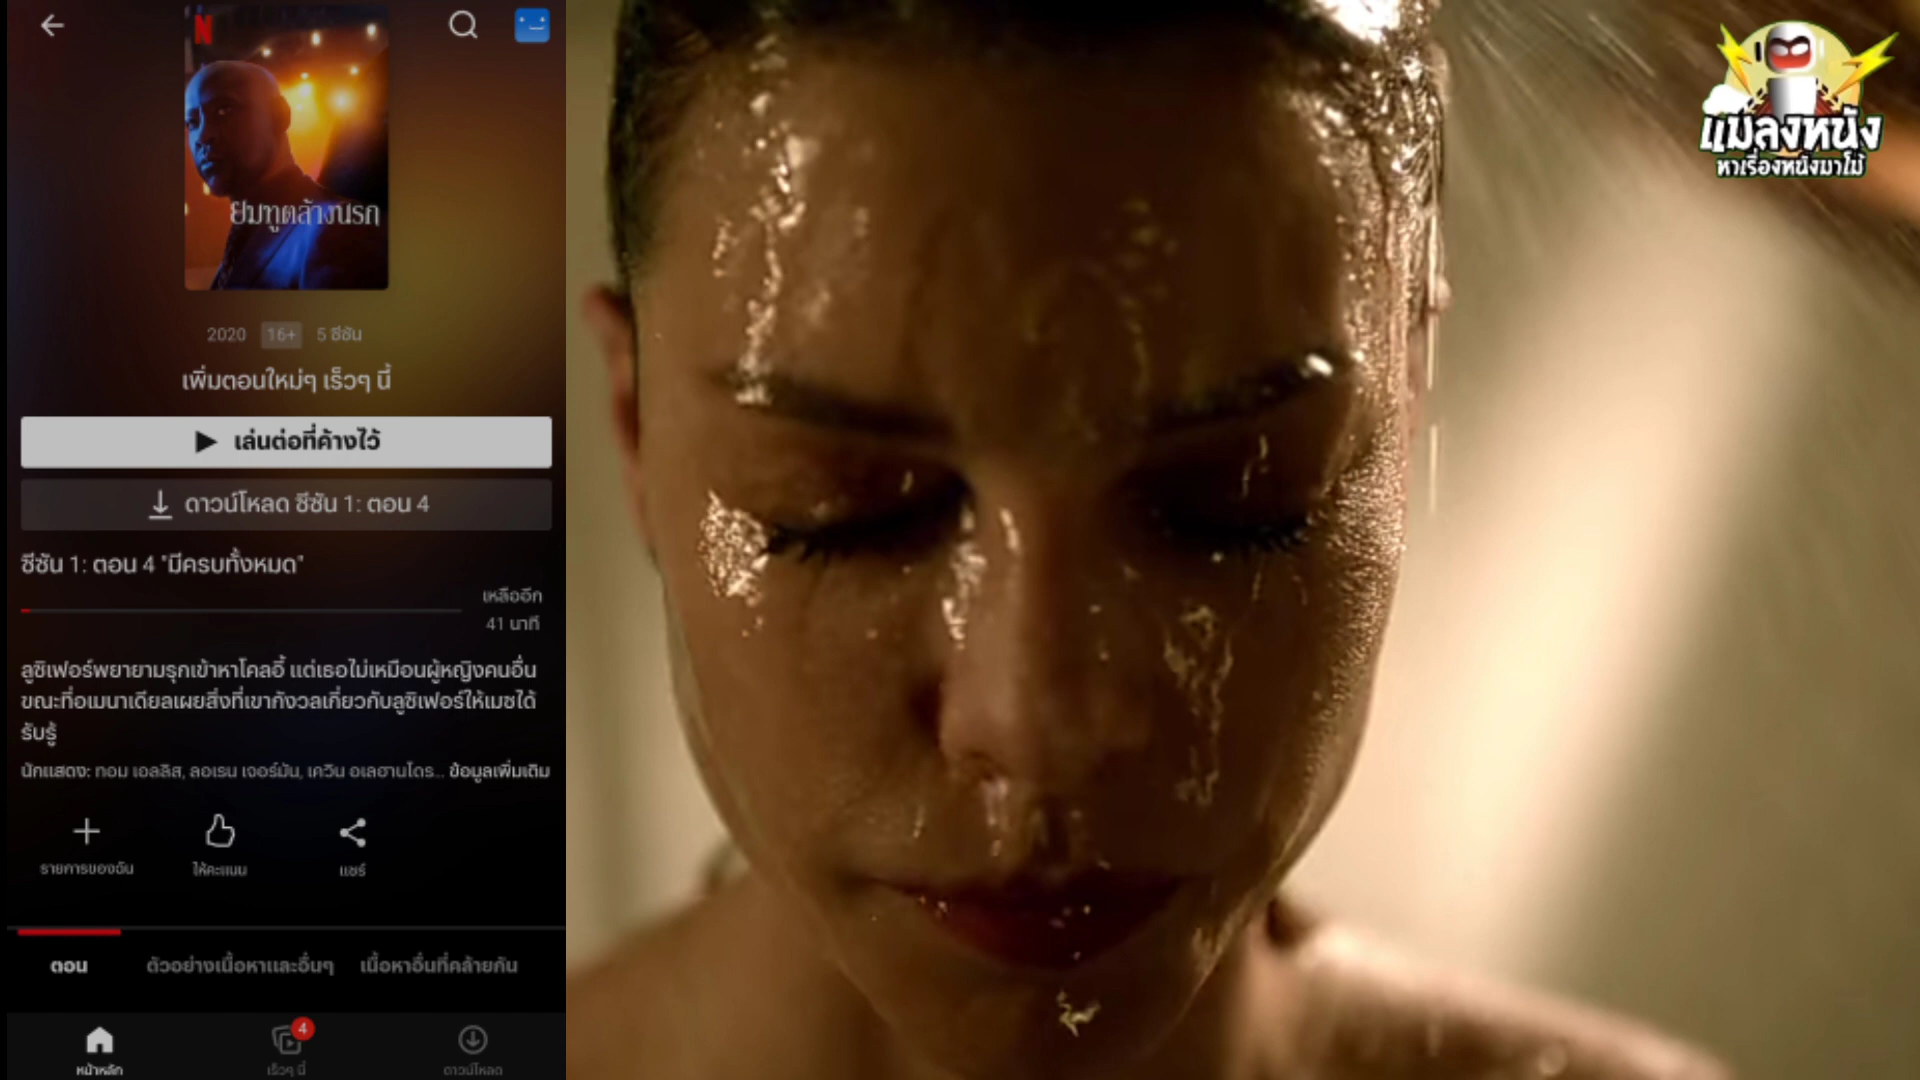 N
ยมทูตล้างนรก
2020 16+ 5 ซีซัน
เพิ่มตอนใหม่ๆ เร็วๆ นี้
เล่นต่อที่ค้างไว้
ดาวน์โหลด ซีซัน 1: ตอน 4
ซีซัน 1: ตอน 4 "มีครบทั้งหมด"
เหลืออีก
41 นาที
ลูซิเฟอร์พยายามรุกเข้าหาโคลอี้ แต่เธอไม่เหมือนผู้หญิงคนอื่น
ขณะที่อเมนาเดียลเผยสิ่งที่เขากังวลเกี่ยวกับลูซิเฟอร์ให้เมซได้
รับรู้
นักแสดง: ทอม เอลลิส, ลอเรน เจอร์มัน, เควิน อเลฮานโดร... ข้อมูลเพิ่มเติม
รายการของฉัน ให้คะแนน แชร์
ตอน ตัวอย่างเนื้อหาและอื่นๆ เนื้อหาอื่นที่คล้ายกัน
4
หน้าหลัก เร็วๆ นี้ ดาวน์โหลด
แมลงหนัง
หาเรื่องหนังมาโม้